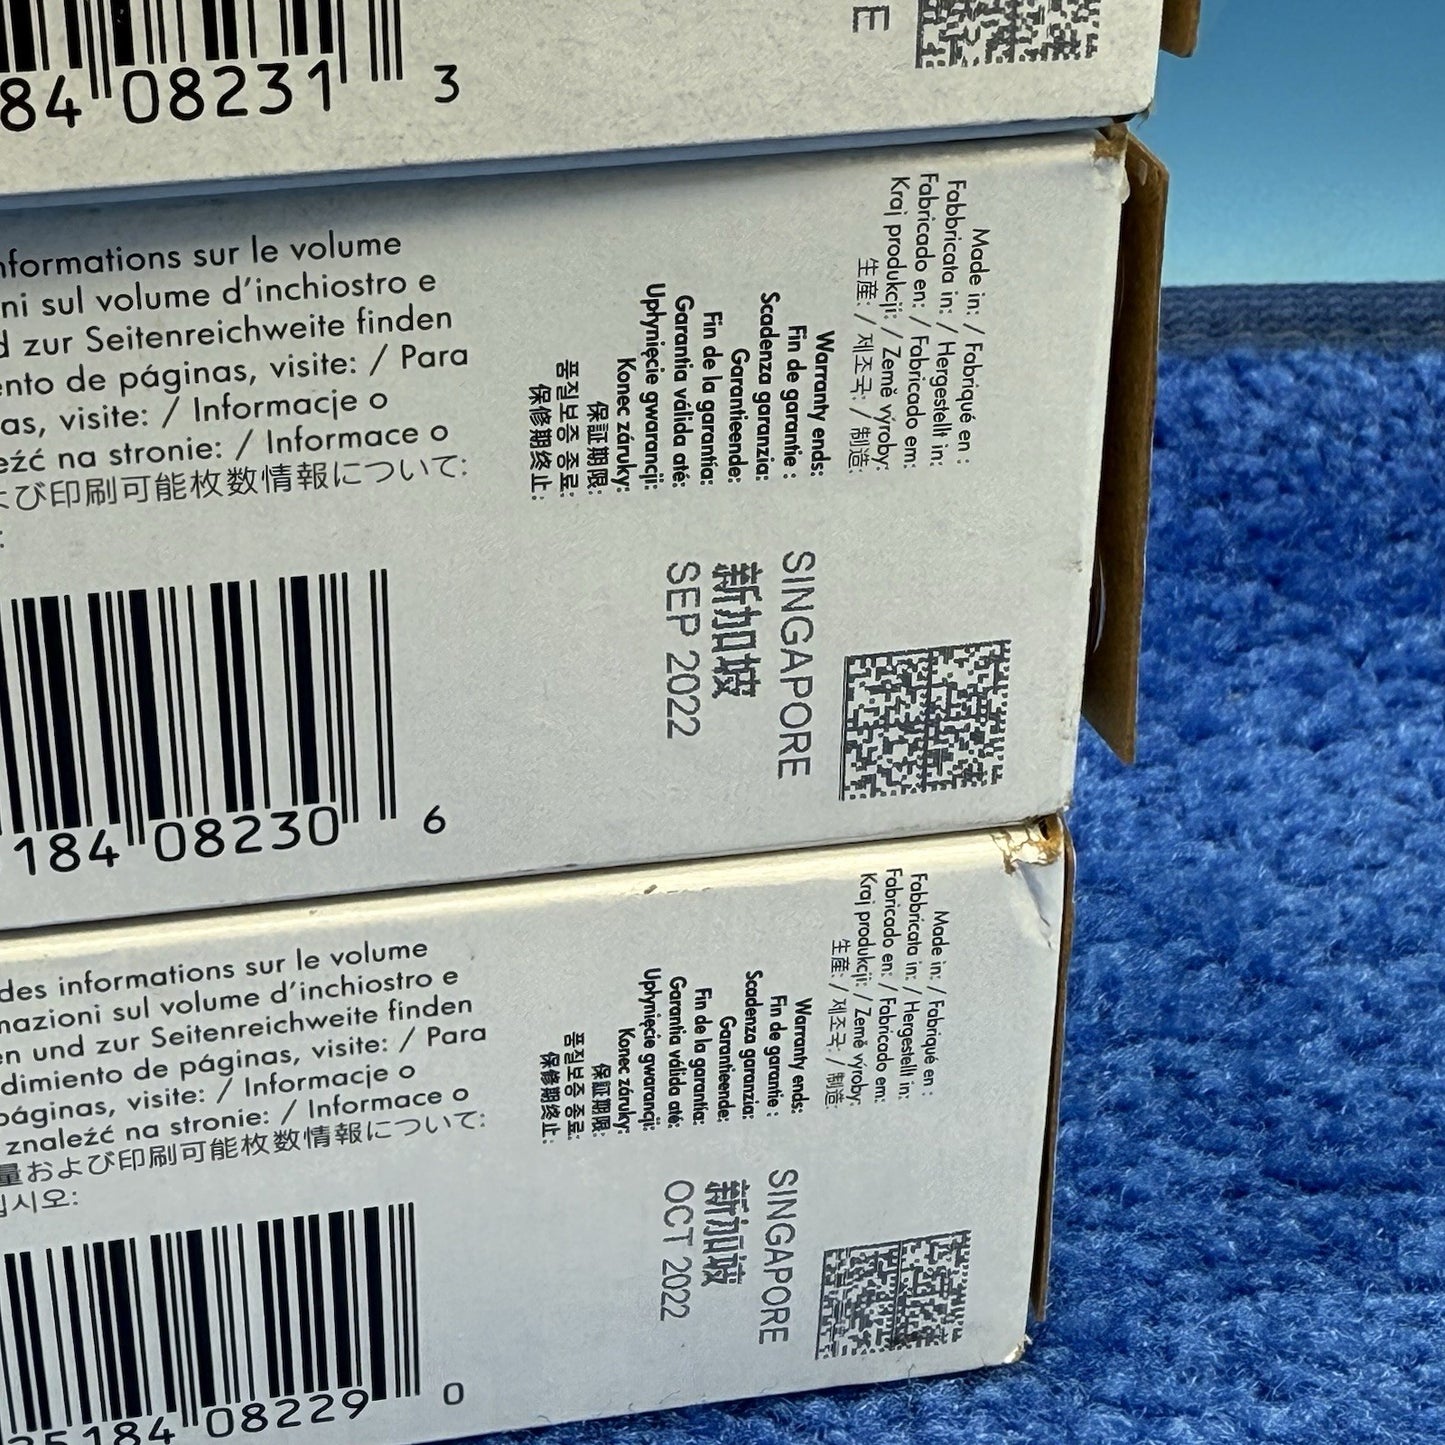 84 08231 3
E
nformations sur le volume
ni sul volume d'inchiostro e
d zur Seitenreichweite finden
ento de páginas, visite: / Para
as, visite: / Informacje o
eźć na stronie: / Informace o
よび印刷可能枚数情報について:
184 08230 6
Made in: / Fabriqué en :
Fabbricata in: / Hergestellt in:
Fabricado en: / Fabricado em:
Kraj produkcji: / Země výroby:
生産: / 제조국: / 制造:
Warranty ends:
Fin de garantie :
Scadenza garanzia:
Garantieende:
Fin de la garantía:
Garantia válida até:
Upłynięcie gwarancji:
Konec záruky:
保証期限:
품질보증 종료:
保修期终止:
SINGAPORE
新加坡
SEP 2022
des informations sur le volume
mazioni sul volume d'inchiostro e
en und zur Seitenreichweite finden
dimiento de páginas, visite: / Para
páginas, visite: / Informacje o
znaleźć na stronie: / Informace o
量および印刷可能枚数情報について:
십시오:
25184 08229 0
Made in: / Fabriqué en :
Fabbricata in: / Hergestellt in:
Fabricado en: / Fabricado em:
Kraj produkcji: / Země výroby:
生産: / 제조국: / 制造:
Warranty ends:
Fin de garantie :
Scadenza garanzia:
Garantieende:
Fin de la garantía:
Garantia válida até:
Upłynięcie gwarancji:
Konec záruky:
保証期限:
품질보증 종료:
保修期终止:
SINGAPORE
新加坡
OCT 2022